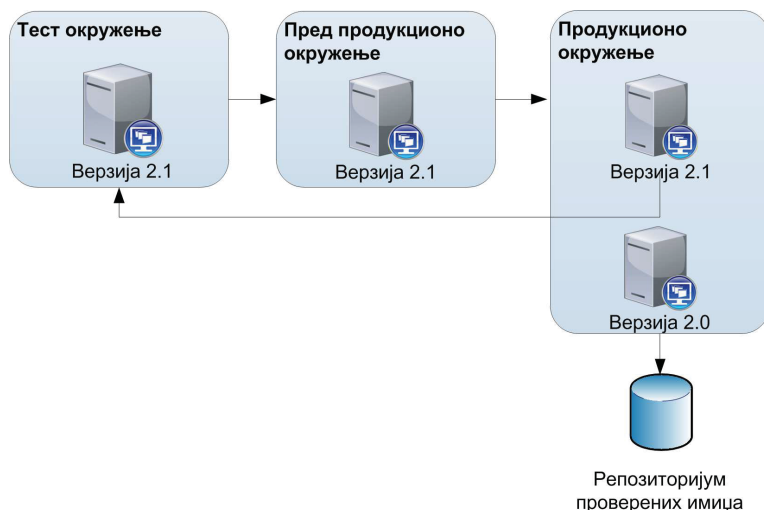 Тест окружење
Верзија 2.1
Пред продукционо
окружење
Верзија 2.1
Продукционо
окружење
Верзија 2.1
Верзија 2.0
Репозиторијум
проверених имиџа